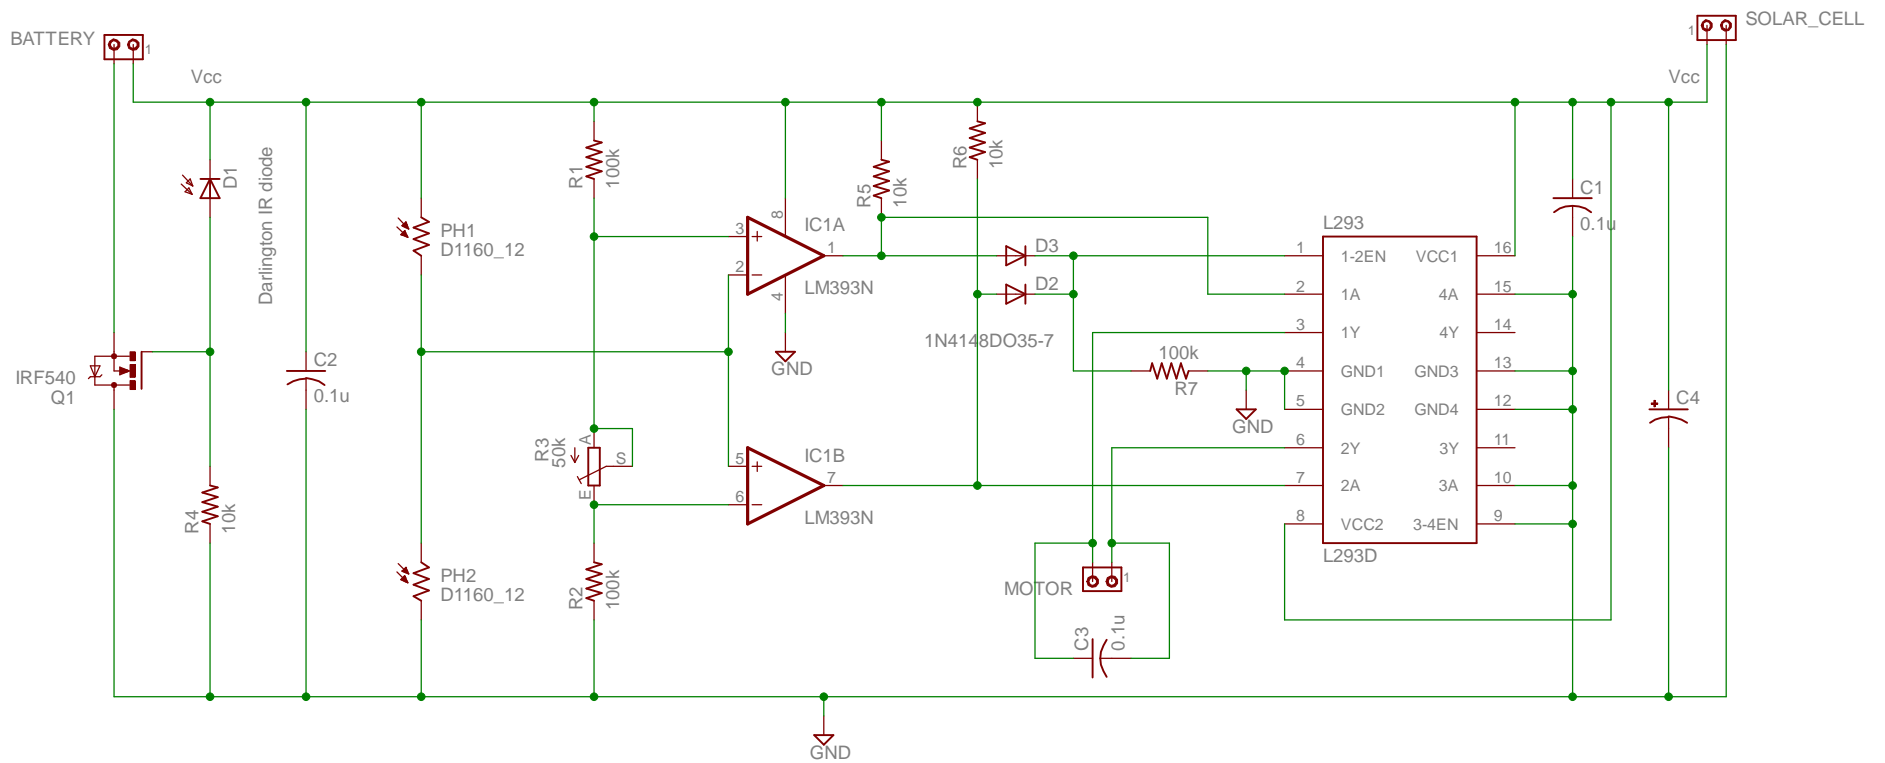 BATTERY
1
Vcc
D1
Darlington IR diode
IRF540
Q1
R4
10k
C2
0.1u
PH1
D1160_12
PH2
D1160_12
R1
100k
R3
50k
A
S
E
R2
100k
3
2
8
4
1
IC1A
LM393N
GND
5
6
7
IC1B
LM393N
GND
R5
10k
R6
10k
D3
D2
1N4148DO35-7
100k
R7
GND
MOTOR
1
C3
0.1u
L293
1 1-2EN VCC1 16
2 1A 4A 15
3 1Y 4Y 14
4 GND1 GND3 13
5 GND2 GND4 12
6 2Y 3Y 11
7 2A 3A 10
8 VCC2 3-4EN 9
L293D
C1
0.1u
C4
Vcc
1
SOLAR_CELL